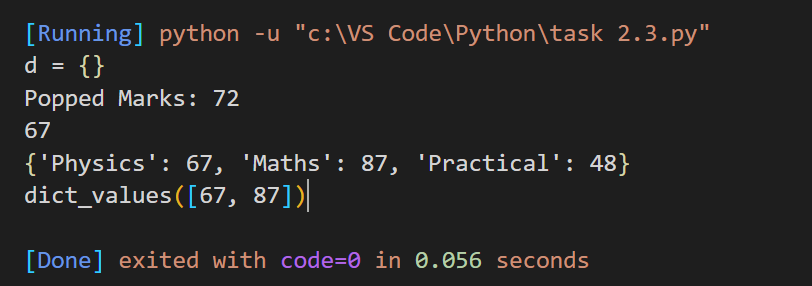 [Running] python -u "c:\VS Code\Python\task 2.3.py"
d = {}
Popped Marks: 72
67
{'Physics': 67, 'Maths': 87, 'Practical': 48}
dict_values([67, 87])
[Done] exited with code=0 in 0.056 seconds